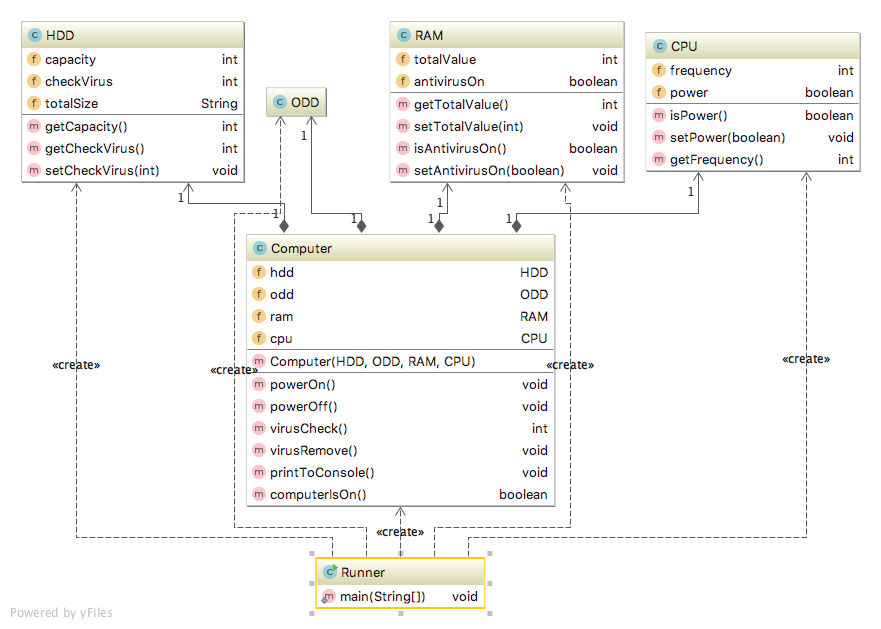 C HDD
f capacity int
f checkVirus int
f totalSize String
m getCapacity() int
m getCheckVirus() int
m setCheckVirus(int) void
C ODD
C RAM
f totalValue int
f antivirusOn boolean
m getTotalValue() int
m setTotalValue(int) void
m isAntivirusOn() boolean
m setAntivirusOn(boolean) void
C CPU
f frequency int
f power boolean
m isPower() boolean
m setPower(boolean) void
m getFrequency() int
1
1
1
1
1
1
1
1
C Computer
f hdd HDD
f odd ODD
f ram RAM
f cpu CPU
m Computer(HDD, ODD, RAM, CPU)
m powerOn() void
m powerOff() void
m virusCheck() int
m virusRemove() void
m printToConsole() void
m computerIsOn() boolean
«create»
«create»
«create»
«create»
«create»
C Runner
m main(String[]) void
Powered by yFiles